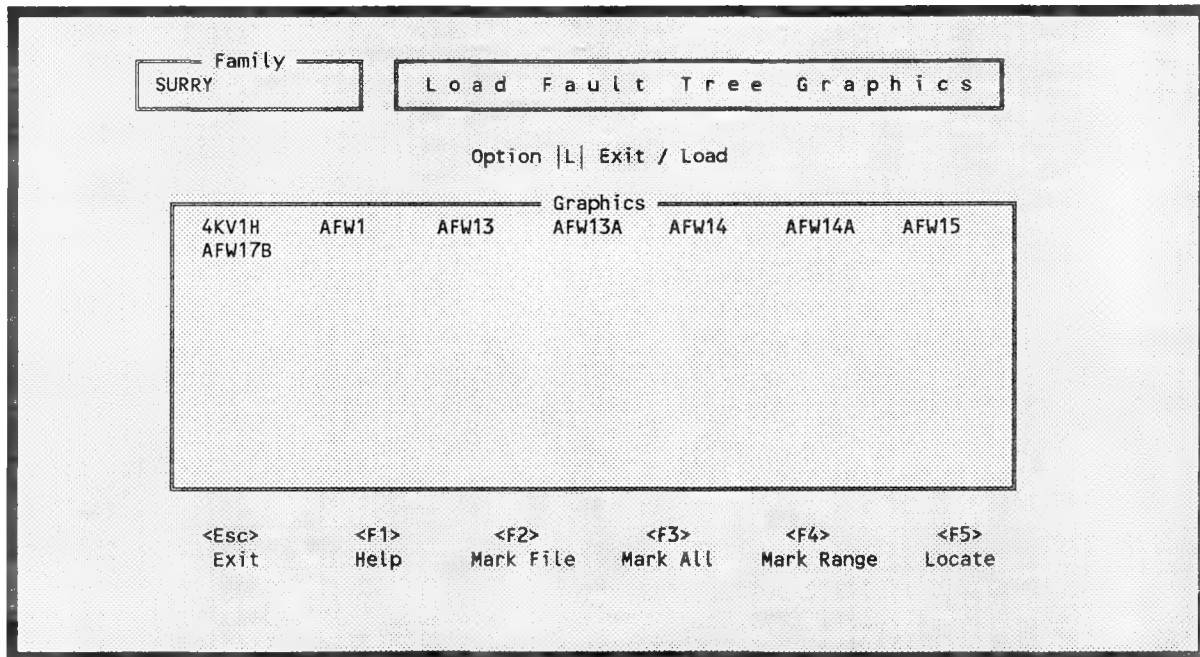 Family
SURRY
Load Fault Tree Graphics
Option |L| Exit / Load
Graphics
4KV1H AFW1 AFW13 AFW13A AFW14 AFW14A AFW15
AFW17B
<Esc> <F1> <F2> <F3> <F4> <F5>
Exit Help Mark File Mark All Mark Range Locate